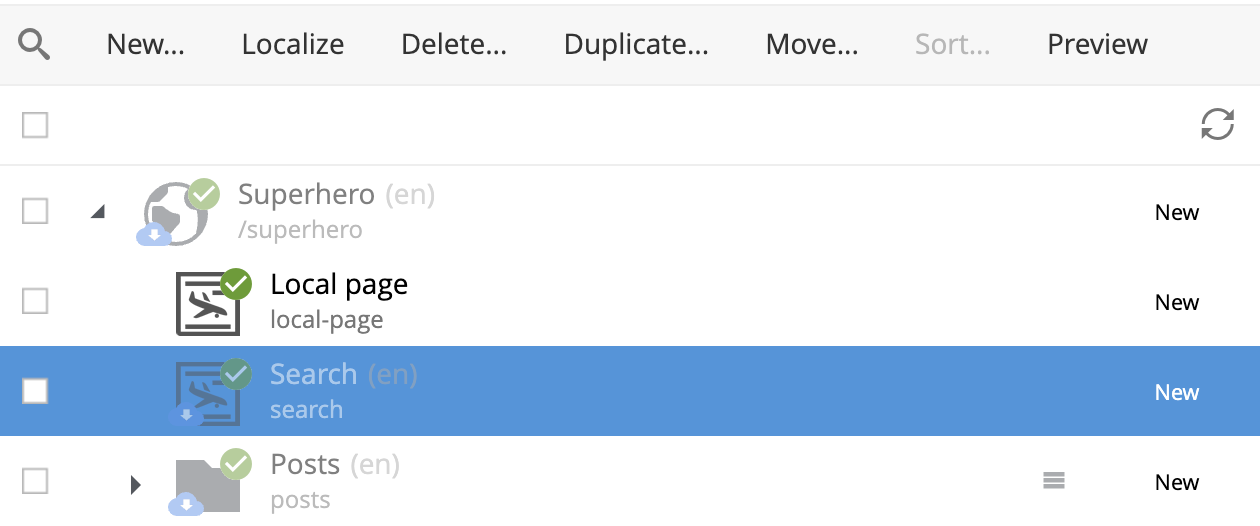 New... Localize Delete... Duplicate... Move... Sort... Preview
Superhero (en)
/superhero
New
Local page
local-page
New
Search (en)
search
New
Posts (en)
posts
New